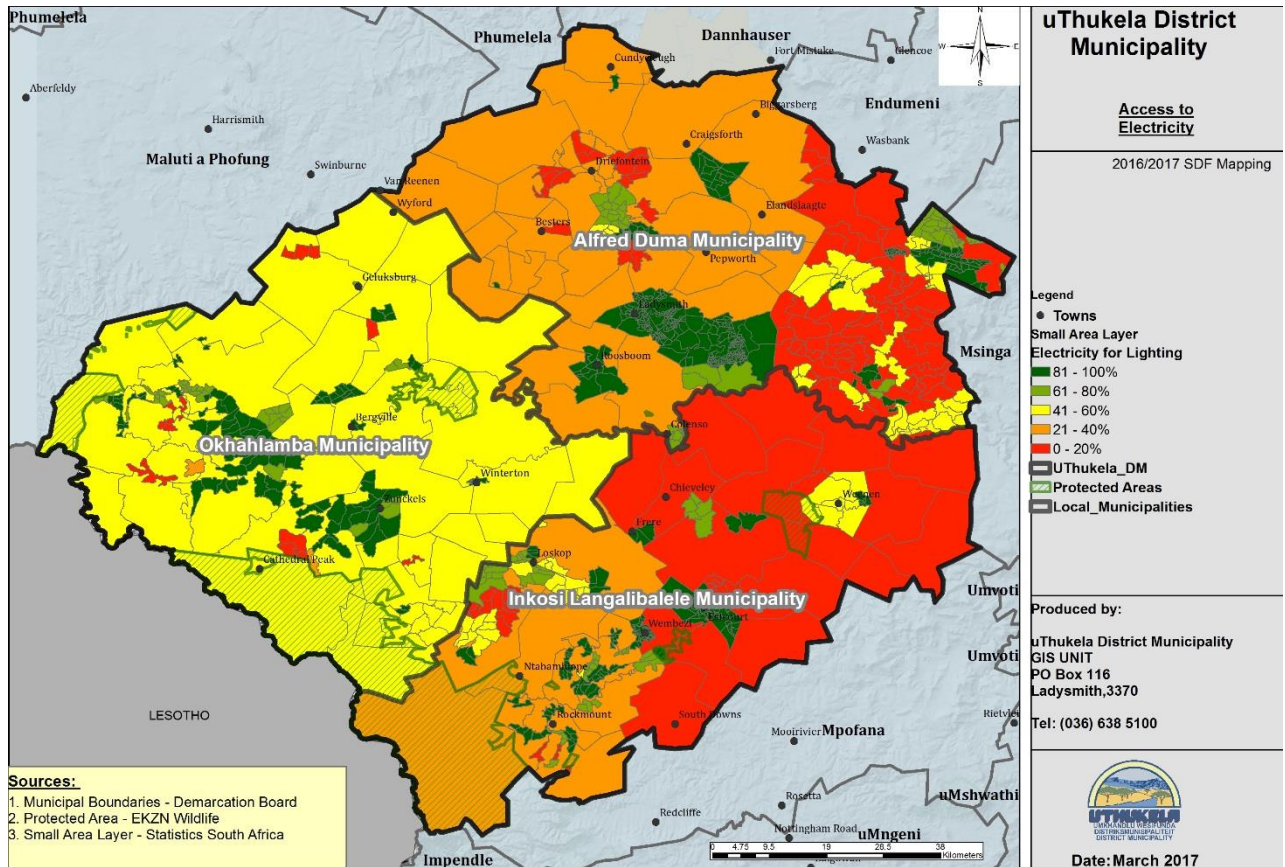 uThukela District
Municipality
Access to
Electricity
2016/2017 SDF Mapping
N
W
E
S
Phumelela
Phumelela
Dannhauser
Fort Mistake
Glencoe
Cundycleugh
Aberfeldy
Biggarsberg
Endumeni
Harrismith
Craigsforth
Wasbank
Maluti a Phofung
Swinburne
Driefontein
Van Reenen
Wyford
Elandslaagte
Besters
Alfred Duma Municipality
Pepworth
Geluksburg
Ladysmith
Msinga
Roosboom
Bergville
Colenso
Okhahlamba Municipality
Winterton
Chieveley
Weenen
Zunckels
Frere
Cathedral Peak
Loskop
Inkosi Langalibalele Municipality
Umvoti
Estcourt
Wembezi
Umvoti
Ntabamhlope
LESOTHO
Rockmount
South Downs
Rietvlei
Mooirivier
Mpofana
Rosetta
uMshwathi
Redcliffe
Nottingham Road
uMngeni
Impendle
0 4.75 9.5 19 28.5 38
Kilometers
Legend
Towns
Small Area Layer
Electricity for Lighting
81 - 100%
61 - 80%
41 - 60%
21 - 40%
0 - 20%
UThukela_DM
Protected Areas
Local_Municipalities
Produced by:
uThukela District Municipality
GIS UNIT
PO Box 116
Ladysmith,3370
Tel: (036) 638 5100
UTHUKELA
UMKHANDLU WESIFUNDA
DISTRIKSMUNISIPALITEIT
DISTRICT MUNICIPALITY
Date:March 2017
Sources:
1. Municipal Boundaries - Demarcation Board
2. Protected Area - EKZN Wildlife
3. Small Area Layer - Statistics South Africa